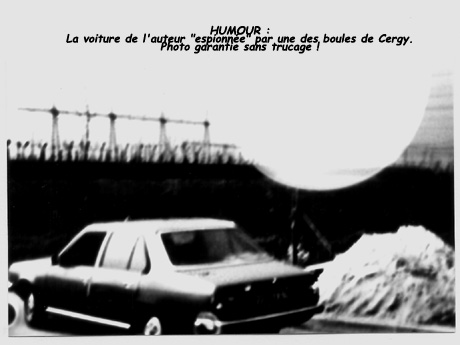 HUMOUR :
La voiture de l'auteur "espionnée" par une des boules de Cergy.
Photo garantie sans trucage !